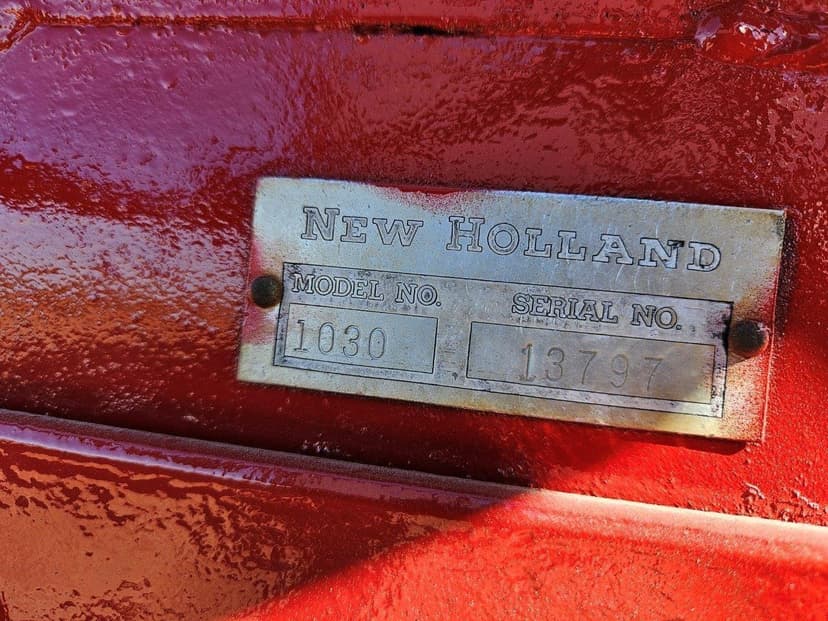 New Holland
MODEL NO. SERIAL NO.
1030 13797